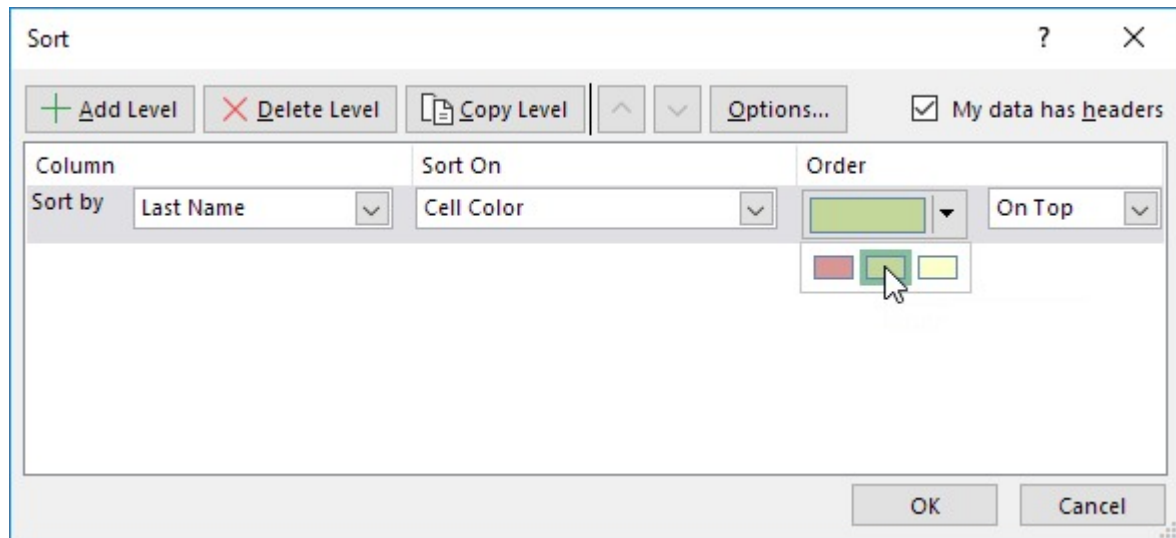 Sort ?
Add Level Delete Level Copy Level Options... My data has headers
Column Sort On Order
Sort by Last Name Cell Color On Top
OK Cancel